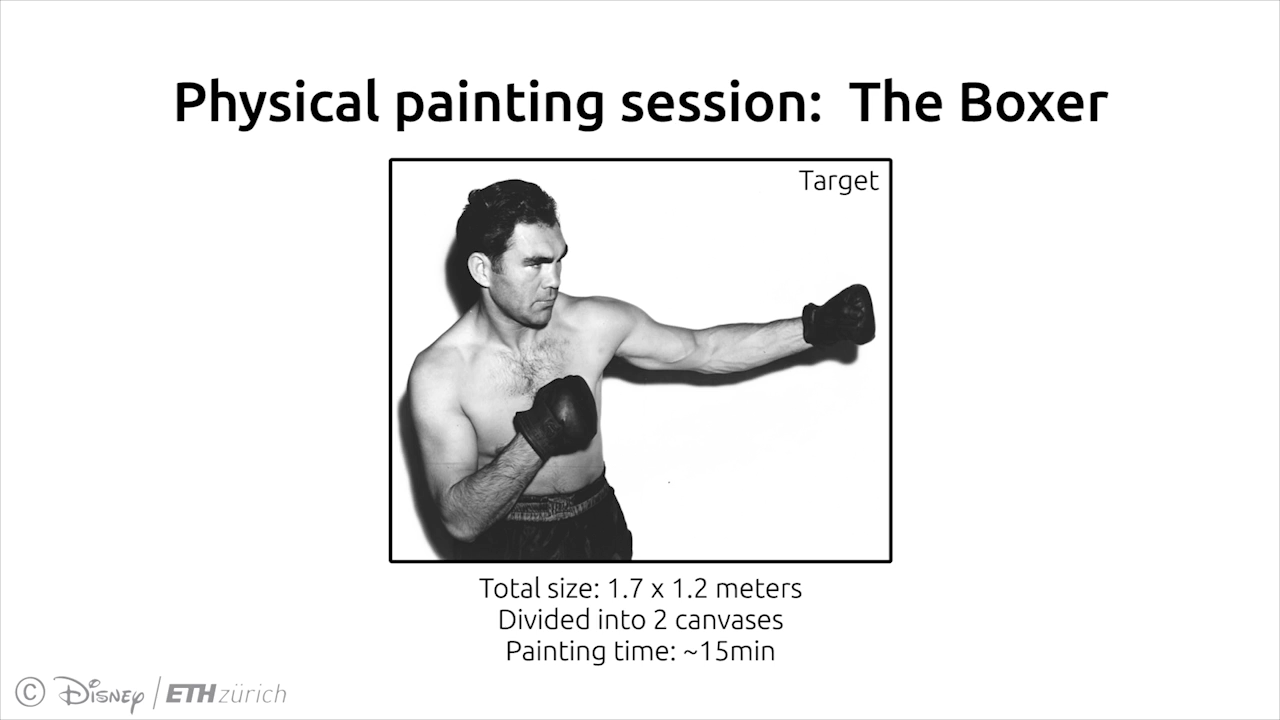 Physical painting session: The Boxer
Target
Total size: 1.7 x 1.2 meters
Divided into 2 canvases
Painting time: ~15min
© Disney / ETH zürich